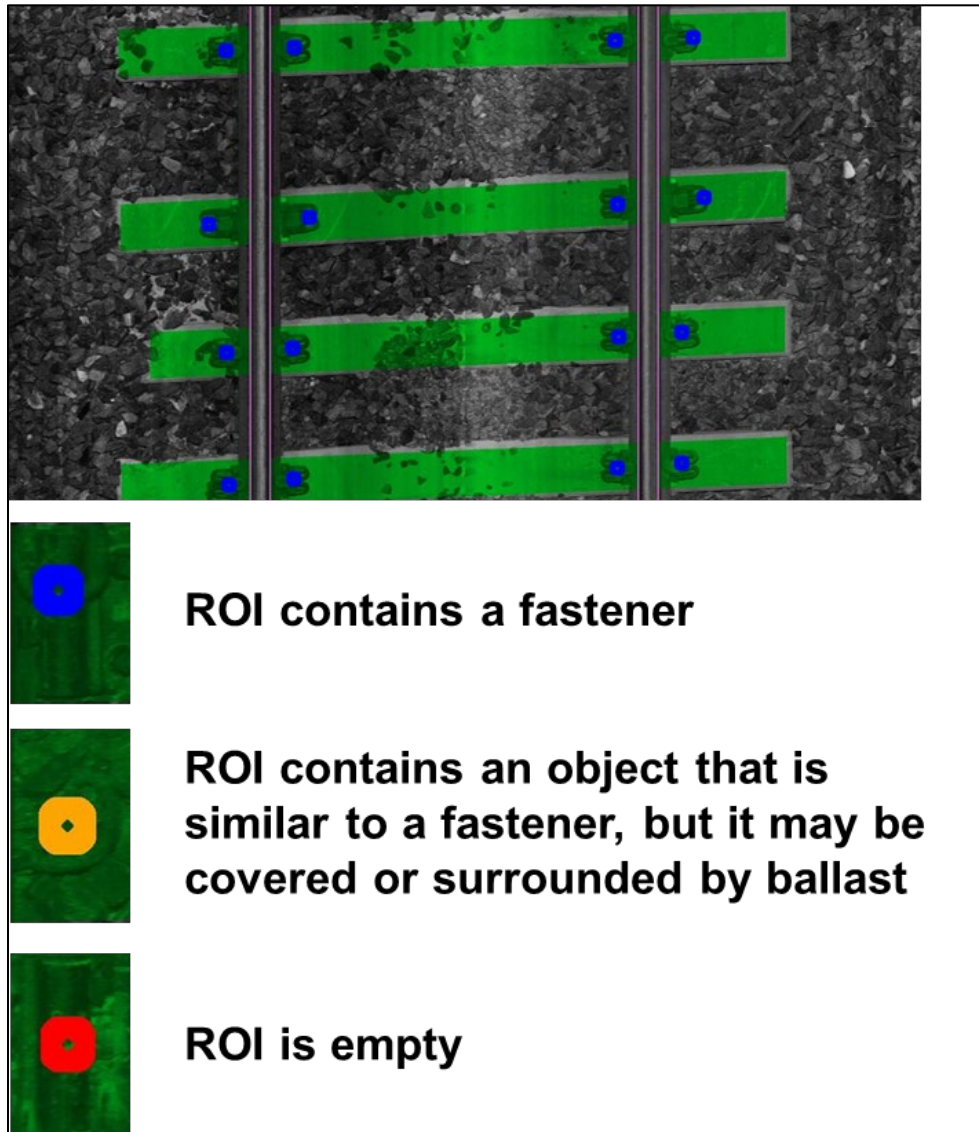 ROI contains a fastener
ROI contains an object that is
similar to a fastener, but it may be
covered or surrounded by ballast
ROI is empty